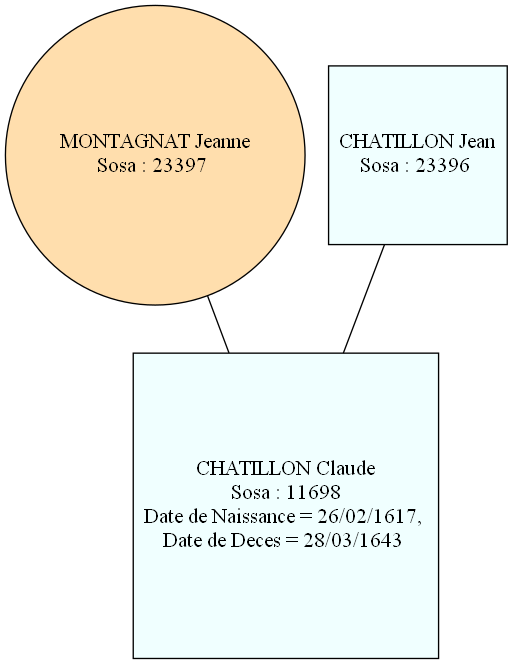 MONTAGNAT Jeanne
Sosa : 23397
CHATILLON Jean
Sosa : 23396
CHATILLON Claude
Sosa : 11698
Date de Naissance = 26/02/1617,
Date de Deces = 28/03/1643